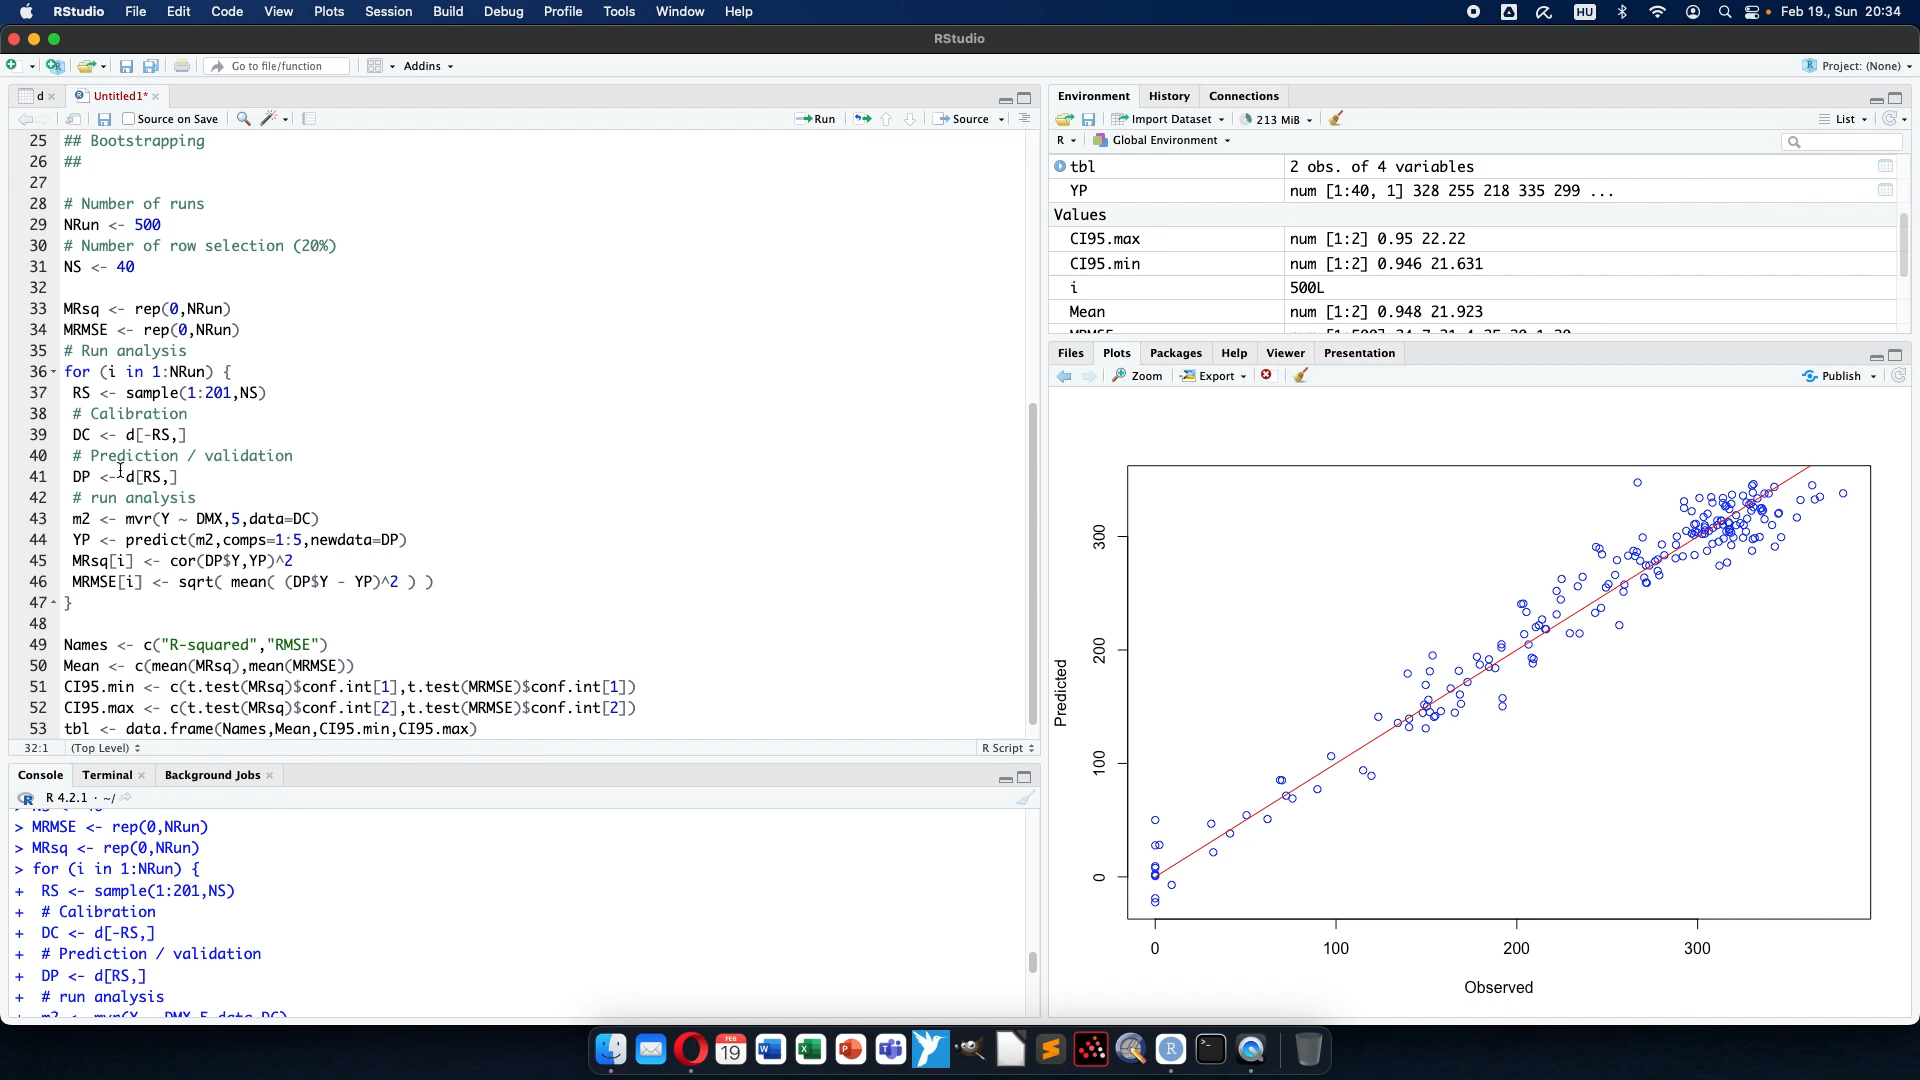 RStudio File Edit Code View Plots Session Build Debug Profile Tools Window Help HU Feb 19., Sun 20:34
RStudio
Go to file/function Addins Project: (None)
d Untitled1*
Source on Save Run Source
25 ## Bootstrapping
26 ##
27
28 # Number of runs
29 NRun <- 500
30 # Number of row selection (20%)
31 NS <- 40
32
33 MRsq <- rep(0,NRun)
34 MRMSE <- rep(0,NRun)
35 # Run analysis
36 for (i in 1:NRun) {
37 RS <- sample(1:201,NS)
38 # Calibration
39 DC <- d[-RS,]
40 # Prediction / validation
41 DP <- d[RS,]
42 # run analysis
43 m2 <- mvr(Y ~ DMX,5,data=DC)
44 YP <- predict(m2,comps=1:5,newdata=DP)
45 MRsq[i] <- cor(DP$Y,YP)^2
46 MRMSE[i] <- sqrt( mean( (DP$Y - YP)^2 ) )
47 }
48
49 Names <- c("R-squared","RMSE")
50 Mean <- c(mean(MRsq),mean(MRMSE))
51 CI95.min <- c(t.test(MRsq)$conf.int[1],t.test(MRMSE)$conf.int[1])
52 CI95.max <- c(t.test(MRsq)$conf.int[2],t.test(MRMSE)$conf.int[2])
53 tbl <- data.frame(Names,Mean,CI95.min,CI95.max)
32:1 (Top Level) R Script
Console Terminal Background Jobs
R 4.2.1 · ~/
> MRMSE <- rep(0,NRun)
> MRsq <- rep(0,NRun)
> for (i in 1:NRun) {
+ RS <- sample(1:201,NS)
+ # Calibration
+ DC <- d[-RS,]
+ # Prediction / validation
+ DP <- d[RS,]
+ # run analysis
Environment History Connections
Import Dataset 213 MiB List
R Global Environment
tbl 2 obs. of 4 variables
YP num [1:40, 1] 328 255 218 335 299 ...
Values
CI95.max num [1:2] 0.95 22.22
CI95.min num [1:2] 0.946 21.631
i 500L
Mean num [1:2] 0.948 21.923
Files Plots Packages Help Viewer Presentation
Zoom Export Publish
Predicted
300
200
100
0
0 100 200 300
Observed
FEB
19